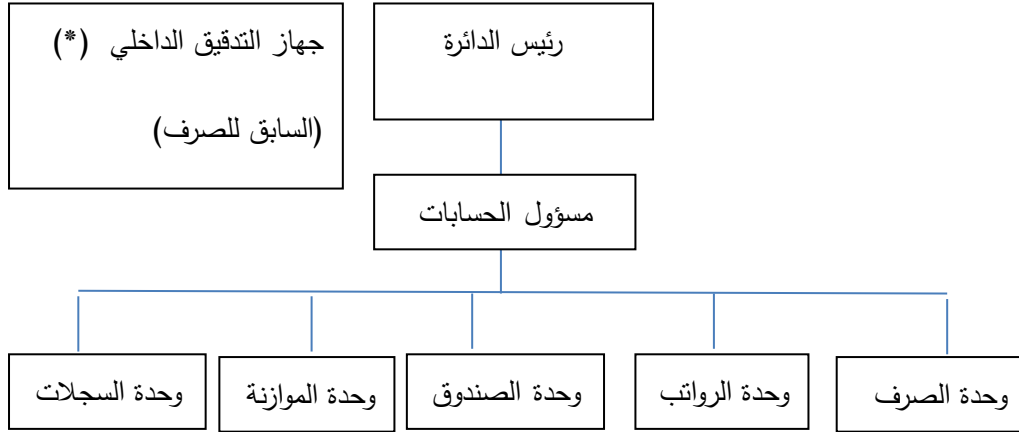 رئيس الدائرة
جهاز التدقيق الداخلي (*)
(السابق للصرف)
مسؤول الحسابات
وحدة الصرف
وحدة الرواتب
وحدة الصندوق
وحدة الموازنة
وحدة السجلات